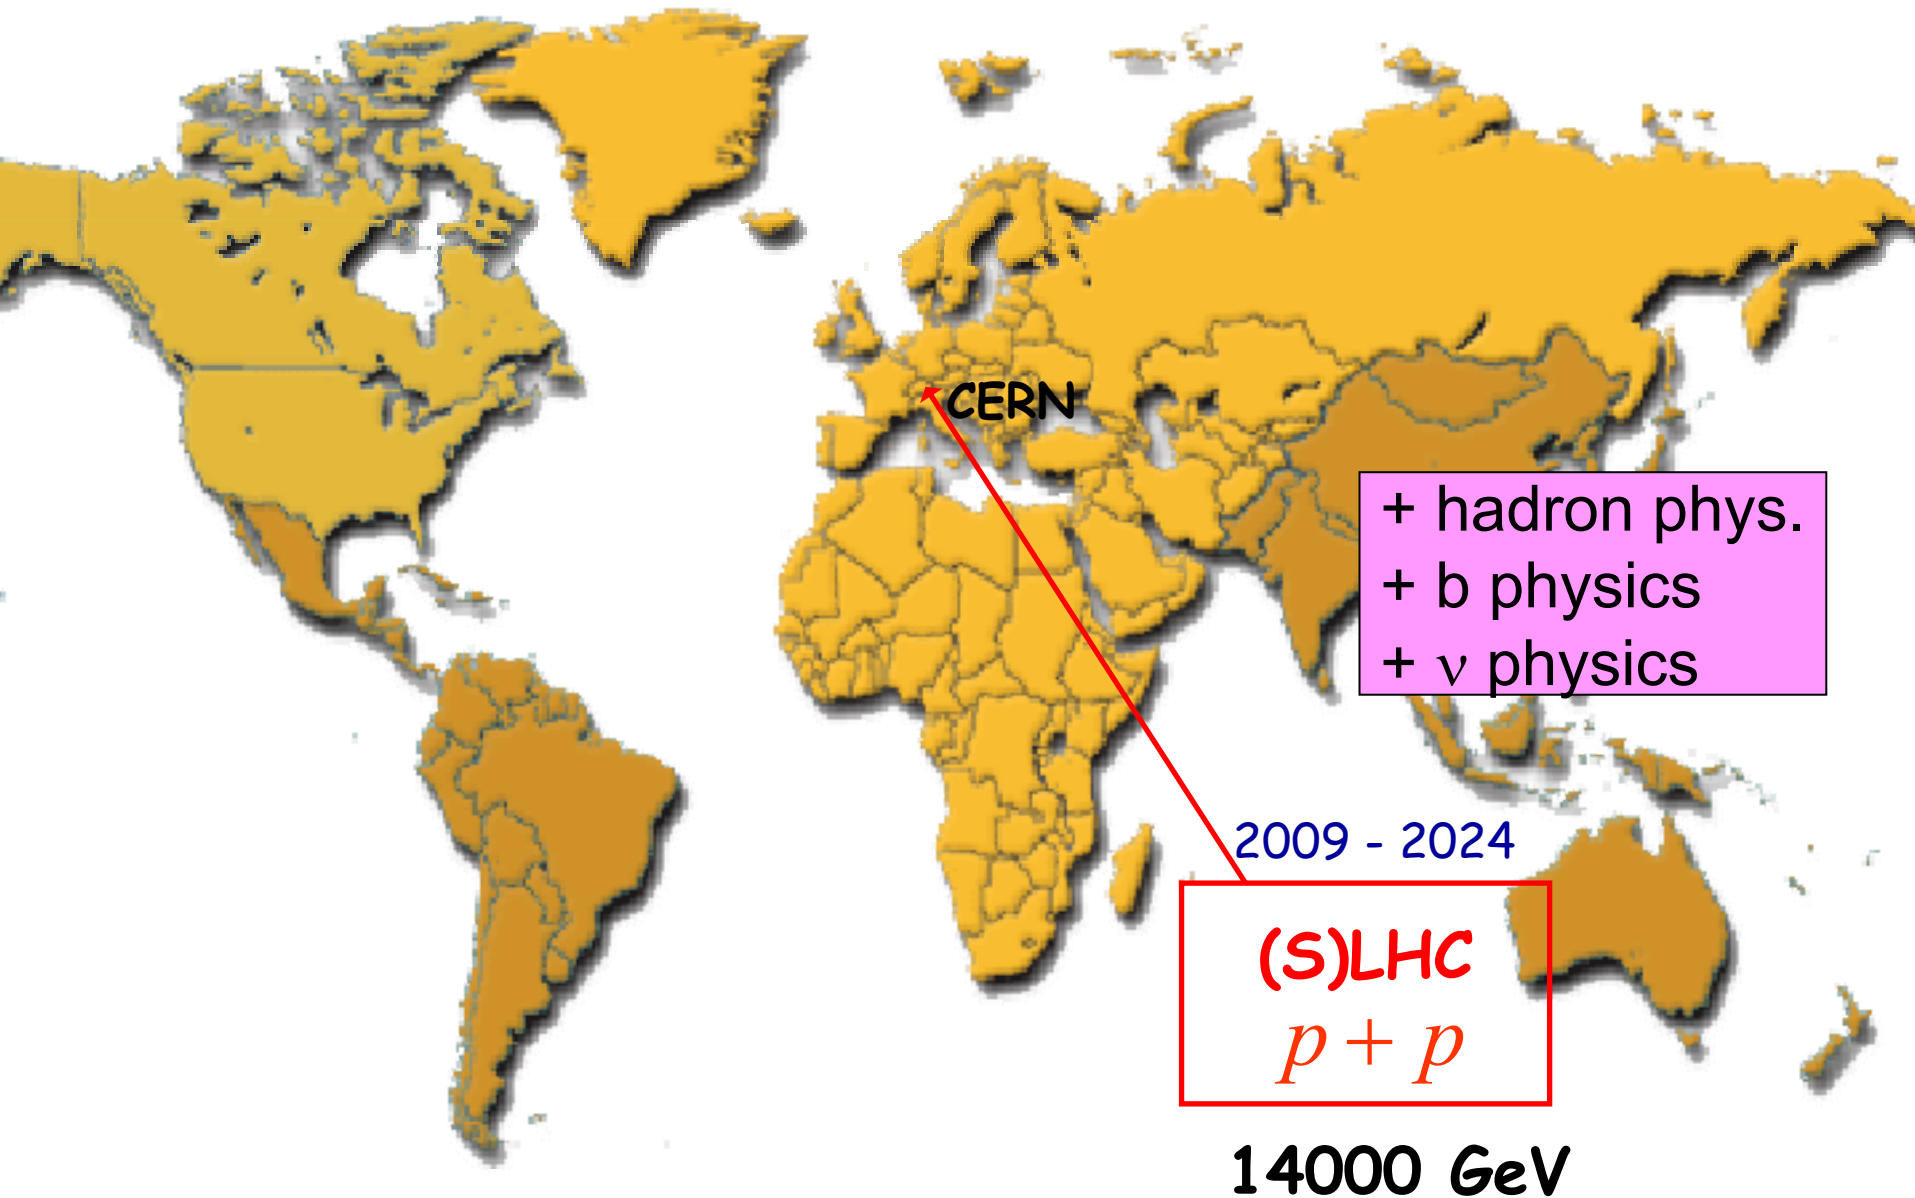 CERN
+ hadron phys.
+ b physics
+ ν physics
2009 - 2024
(S)LHC
p + p
14000 GeV